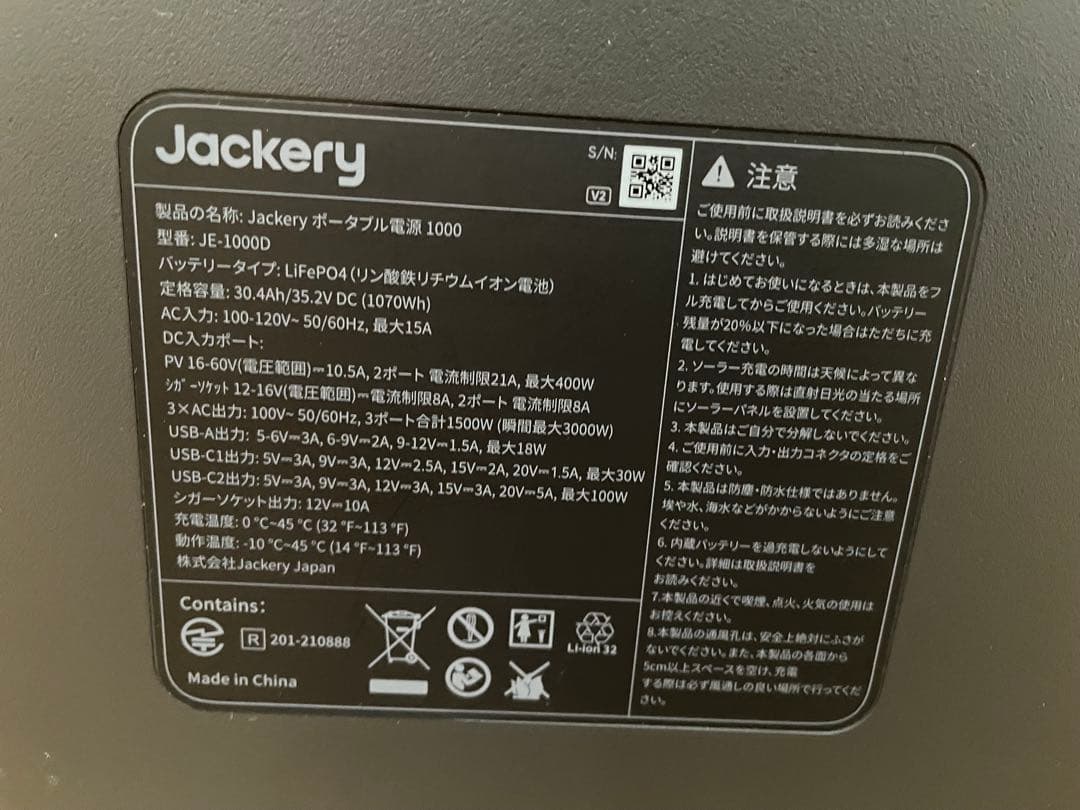 Jackery
S/N:
V2
製品の名称: Jackery ポータブル電源 1000
型番: JE-1000D
バッテリータイプ: LiFePO4(リン酸鉄リチウムイオン電池)
定格容量: 30.4Ah/35.2V DC (1070Wh)
AC入力: 100-120V~ 50/60Hz, 最大15A
DC入力ポート:
PV 16-60V(電圧範囲)⎓10.5A, 2ポート 電流制限21A, 最大400W
シガーソケット 12-16V(電圧範囲)⎓電流制限8A, 2ポート 電流制限8A
3×AC出力: 100V~ 50/60Hz, 3ポート合計1500W (瞬間最大3000W)
USB-A出力: 5-6V⎓3A, 6-9V⎓2A, 9-12V⎓1.5A, 最大18W
USB-C1出力: 5V⎓3A, 9V⎓3A, 12V⎓2.5A, 15V⎓2A, 20V⎓1.5A, 最大30W
USB-C2出力: 5V⎓3A, 9V⎓3A, 12V⎓3A, 15V⎓3A, 20V⎓5A, 最大100W
シガーソケット出力: 12V⎓10A
充電温度: 0 °C~45 °C (32 °F~113 °F)
動作温度: -10 °C~45 °C (14 °F~113 °F)
株式会社Jackery Japan
Contains:
R 201-210888
Made in China
Li-ion 32
注意
ご使用前に取扱説明書を必ずお読みくださ
い。説明書を保管する際には多湿な場所は
避けてください。
1. はじめてお使いになるときは、本製品をフ
ル充電してからご使用ください。バッテリー
残量が20%以下になった場合はただちに充
電してください。
2. ソーラー充電の時間は天候によって異な
ります。使用する際は直射日光の当たる場所
にソーラーパネルを設置してください。
3. 本製品はご自分で分解しないでください。
4. ご使用前に入力・出力コネクタの定格をご
確認ください。
5. 本製品は防塵・防水仕様ではありません。
埃や水、海水などがかからないようにご注意
ください。
6. 内蔵バッテリーを過充電しないようにして
ください。詳細は取扱説明書を
お読みください。
7.本製品の近くで喫煙、点火、火気の使用は
お控えください。
8.本製品の通風孔は、安全上絶対にふさが
ないでください。また、本製品の各面から
5cm以上スペースを空け、充電
する際は必ず風通しの良い場所で行ってくだ
さい。